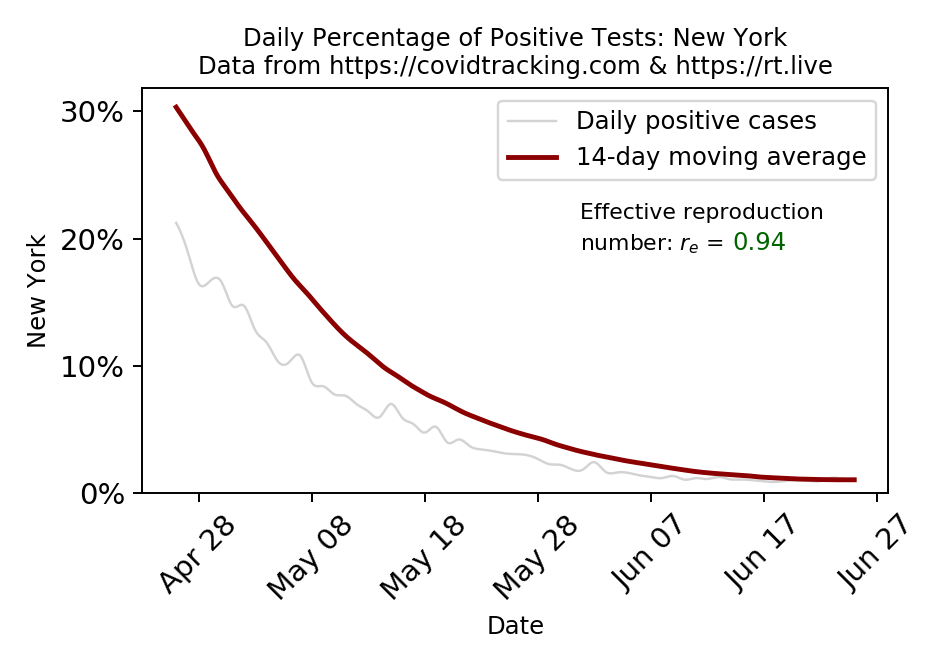 Daily Percentage of Positive Tests: New York
Data from https://covidtracking.com & https://rt.live
30%
20%
10%
0%
New York
Daily positive cases
14-day moving average
Effective reproduction
number: rₑ = 0.94
Apr 28
May 08
May 18
May 28
Jun 07
Jun 17
Jun 27
Date